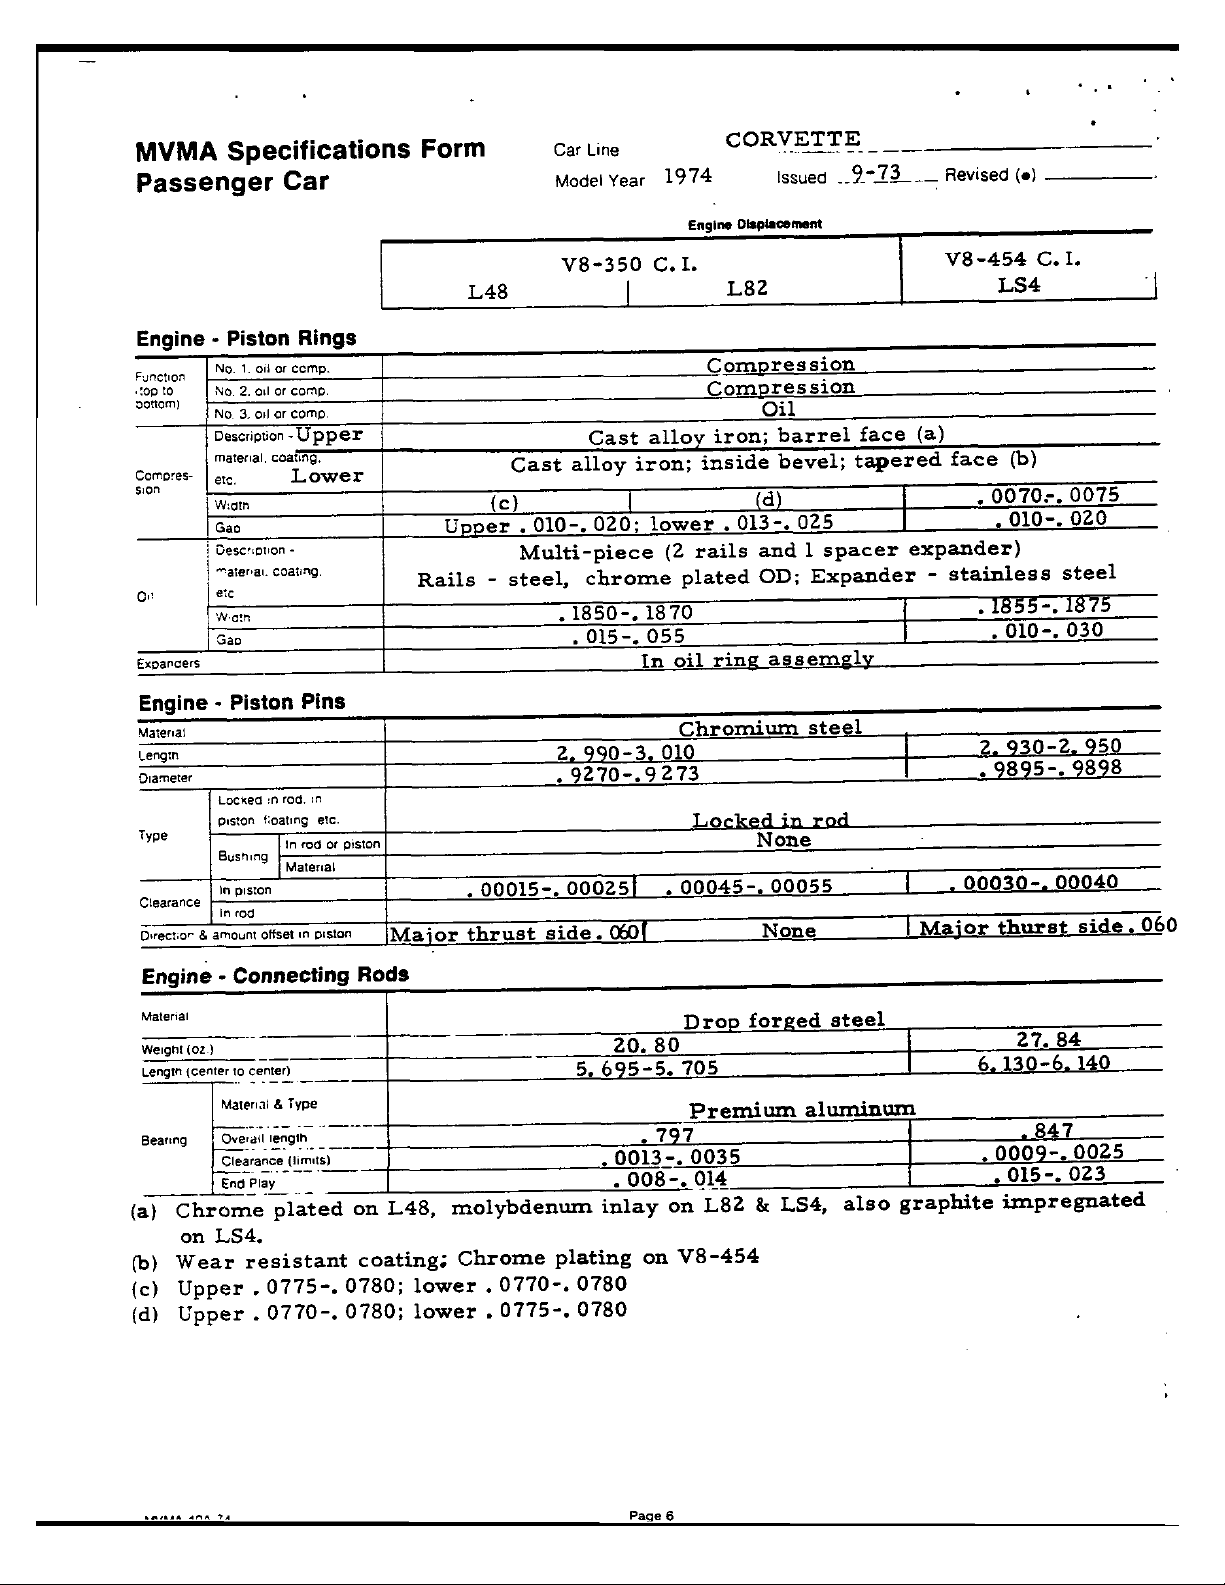 MVMA Specifications Form
Passenger Car
Car Line CORVETTE
Model Year 1974 Issued 9-73 Revised (•)
Engine Displacement
V8-350 C.I. V8-454 C.I.
L48 L82 LS4
Engine - Piston Rings
Function (top to bottom)
No. 1. oil or comp. Compression
No. 2. oil or comp. Compression
No. 3. oil or comp. Oil
Compression
Description - Upper Cast alloy iron; barrel face (a)
material, coating, etc. Lower Cast alloy iron; inside bevel; tapered face (b)
Width (c) (d) .0070-.0075
Gap Upper .010-.020; lower .013-.025 .010-.020
Oil
Description - Multi-piece (2 rails and 1 spacer expander)
material, coating, etc Rails - steel, chrome plated OD; Expander - stainless steel
Width .1850-.1870 .1855-.1875
Gap .015-.055 .010-.030
Expanders In oil ring assemgly
Engine - Piston Pins
Material Chromium steel
Length 2.990-3.010 2.930-2.950
Diameter .9270-.9273 .9895-.9898
Type
Locked in rod, in
piston floating etc. Locked in rod
Bushing In rod or piston None
Material
Clearance In piston .00015-.00025 .00045-.00055 .00030-.00040
In rod
Direction & amount offset in piston Major thrust side .060 None Major thurst side .060
Engine - Connecting Rods
Material Drop forged steel
Weight (oz.) 20.80 27.84
Length (center to center) 5.695-5.705 6.130-6.140
Bearing
Material & Type Premium aluminum
Overall length .797 .847
Clearance (limits) .0013-.0035 .0009-.0025
End Play .008-.014 .015-.023
(a) Chrome plated on L48, molybdenum inlay on L82 & LS4, also graphite impregnated
on LS4.
(b) Wear resistant coating; Chrome plating on V8-454
(c) Upper .0775-.0780; lower .0770-.0780
(d) Upper .0770-.0780; lower .0775-.0780
Page 6